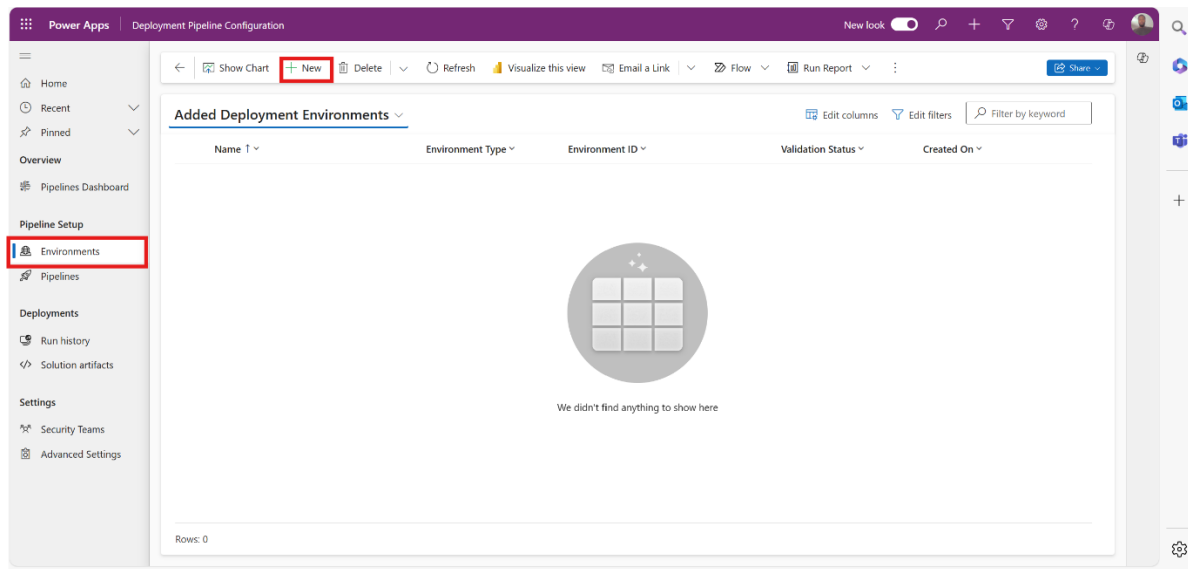 Power Apps Deployment Pipeline Configuration New look
Home
Recent
Pinned
Overview
Pipelines Dashboard
Pipeline Setup
Environments
Pipelines
Deployments
Run history
Solution artifacts
Settings
Security Teams
Advanced Settings
Show Chart New Delete Refresh Visualize this view Email a Link Flow Run Report Share
Added Deployment Environments Edit columns Edit filters Filter by keyword
Name Environment Type Environment ID Validation Status Created On
We didn't find anything to show here
Rows: 0